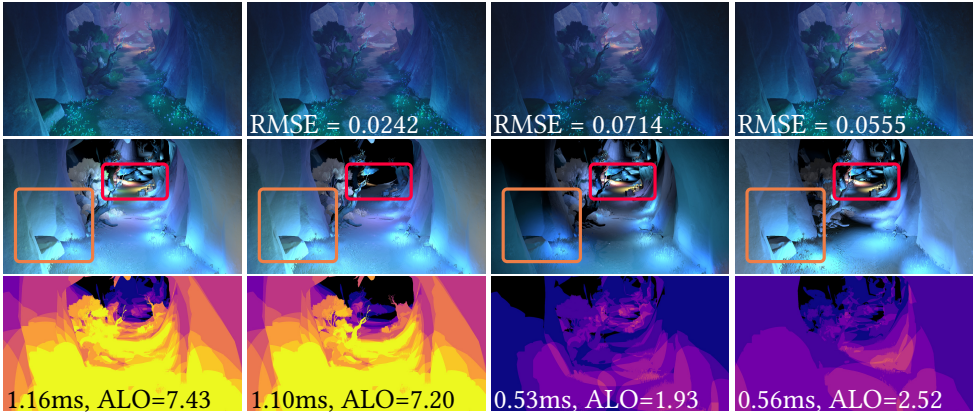 RMSE = 0.0242
RMSE = 0.0714
RMSE = 0.0555
1.16ms, ALO=7.43
1.10ms, ALO=7.20
0.53ms, ALO=1.93
0.56ms, ALO=2.52